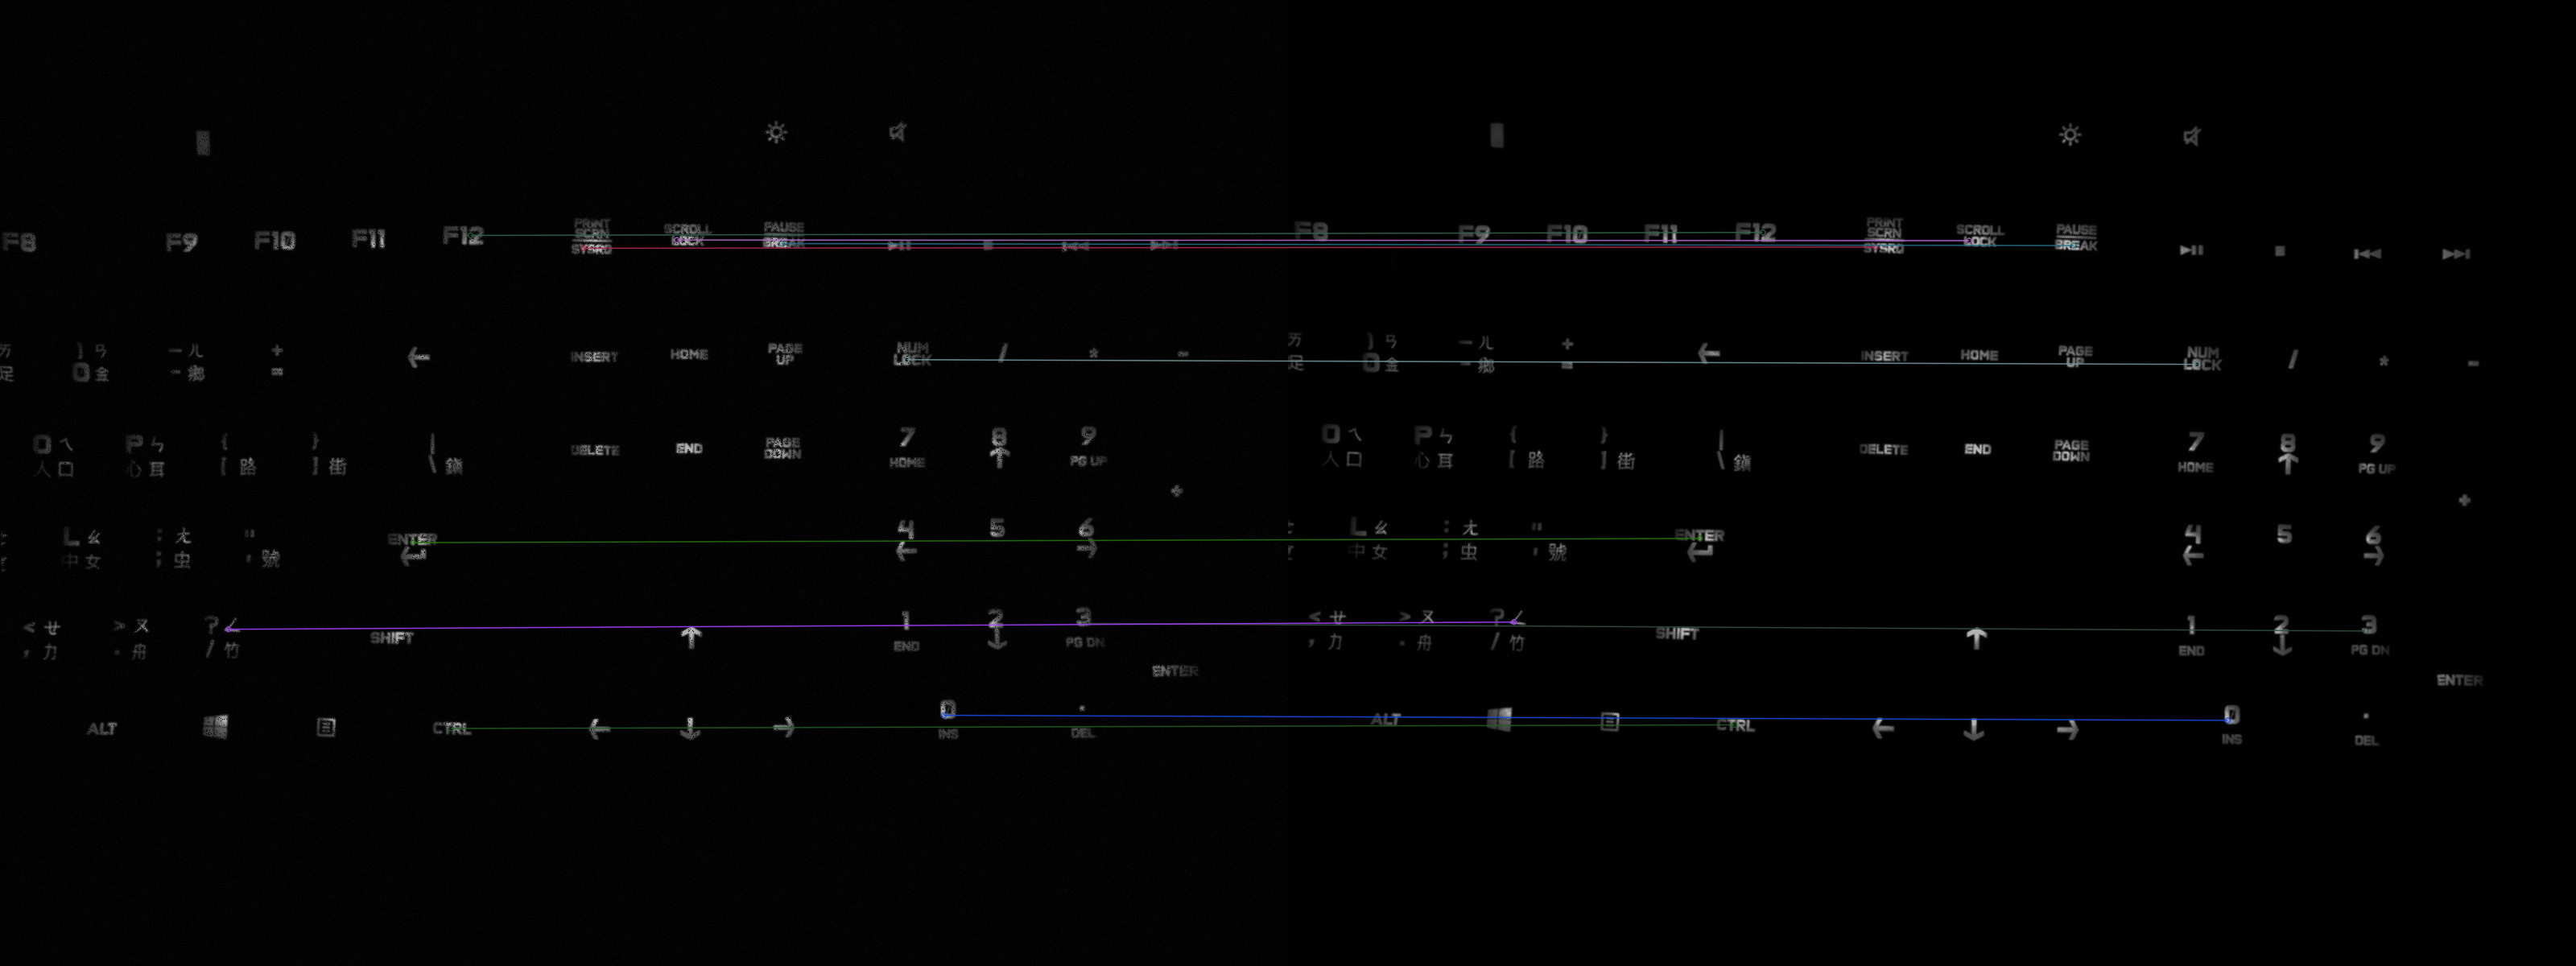 F8 F9 F10 F11 F12
PRINT SCRN SYSRQ
SCROLL LOCK
PAUSE BREAK
ㄞ ] ㄢ — ㄦ +
足 0 金 - 鄉 =
INSERT HOME PAGE UP
NUM LOCK / * -
O ㄟ P ㄣ { } |
人 口 心 耳 [ 路 ] 街 \ 鎖
DELETE END PAGE DOWN
7 8 9
HOME PG UP
+
L ㄠ : ㄤ "
中 女 ; 虫 ' 號
ENTER
4 5 6
< ㄝ > ㄡ ? ㄥ
, 力 . 舟 / 竹
SHIFT
1 2 3
END PG DN
ENTER
ALT CTRL
0 .
INS DEL
F8 F9 F10 F11 F12
PRINT SCRN SYSRQ
SCROLL LOCK
PAUSE BREAK
ㄞ ] ㄢ — ㄦ +
足 0 金 - 鄉 =
INSERT HOME PAGE UP
NUM LOCK / * -
O ㄟ P ㄣ { } |
人 口 心 耳 [ 路 ] 街 \ 鎖
DELETE END PAGE DOWN
7 8 9
HOME PG UP
+
L ㄠ : ㄤ "
中 女 ; 虫 ' 號
ENTER
4 5 6
< ㄝ > ㄡ ? ㄥ
, 力 . 舟 / 竹
SHIFT
1 2 3
END PG DN
ENTER
ALT CTRL
0 .
INS DEL